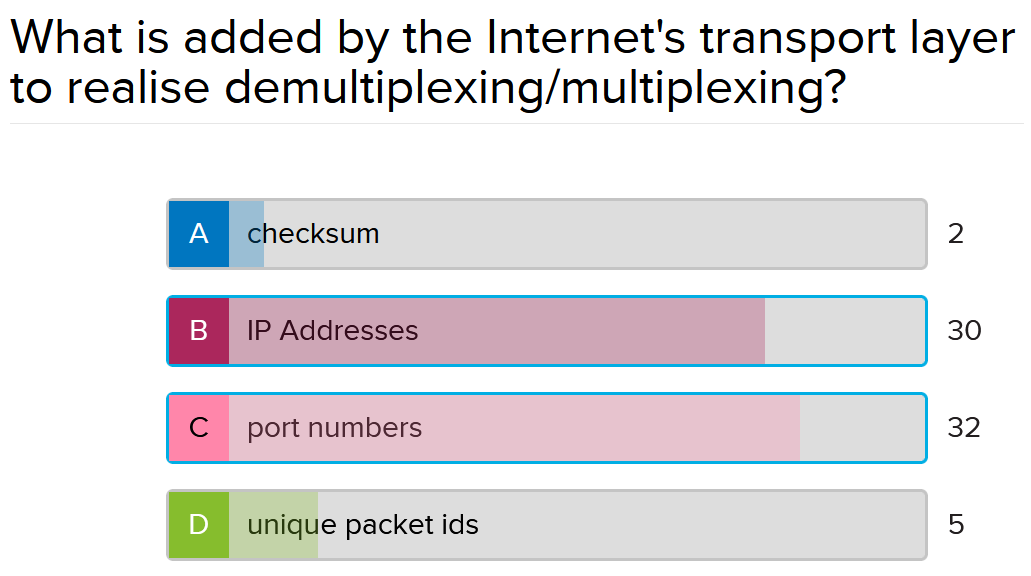 What is added by the Internet's transport layer
to realise demultiplexing/multiplexing?
A checksum 2
B IP Addresses 30
C port numbers 32
D unique packet ids 5